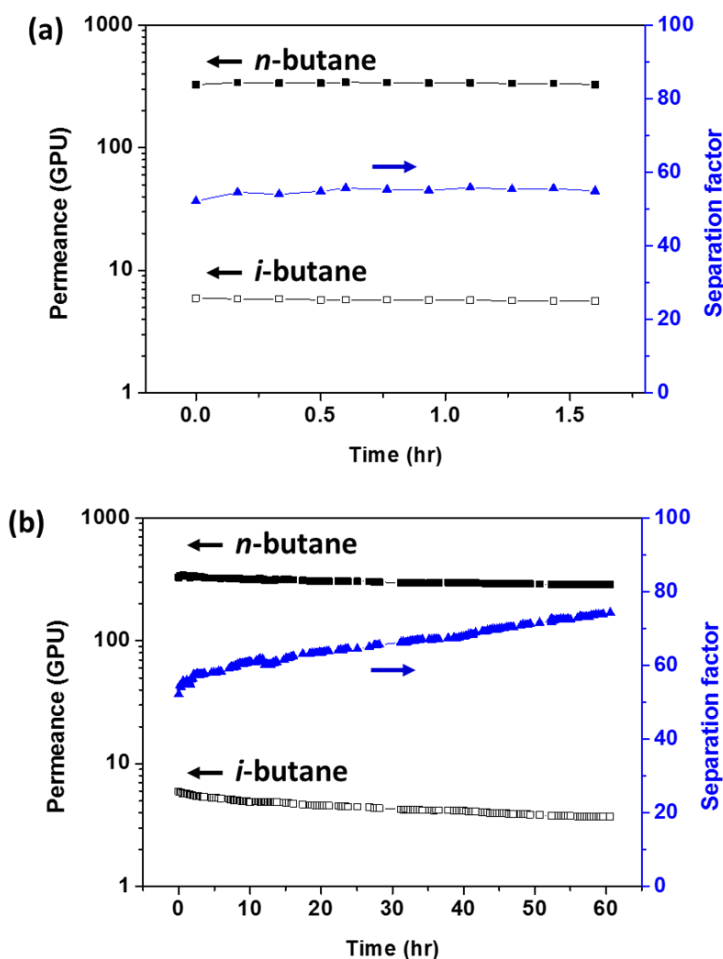 (a)
1000
100
10
1
Permeance (GPU)
n-butane
i-butane
100
80
60
40
20
0
Separation factor
0.0 0.5 1.0 1.5
Time (hr)
(b)
1000
100
10
1
Permeance (GPU)
n-butane
i-butane
100
80
60
40
20
0
Separation factor
0 10 20 30 40 50 60
Time (hr)